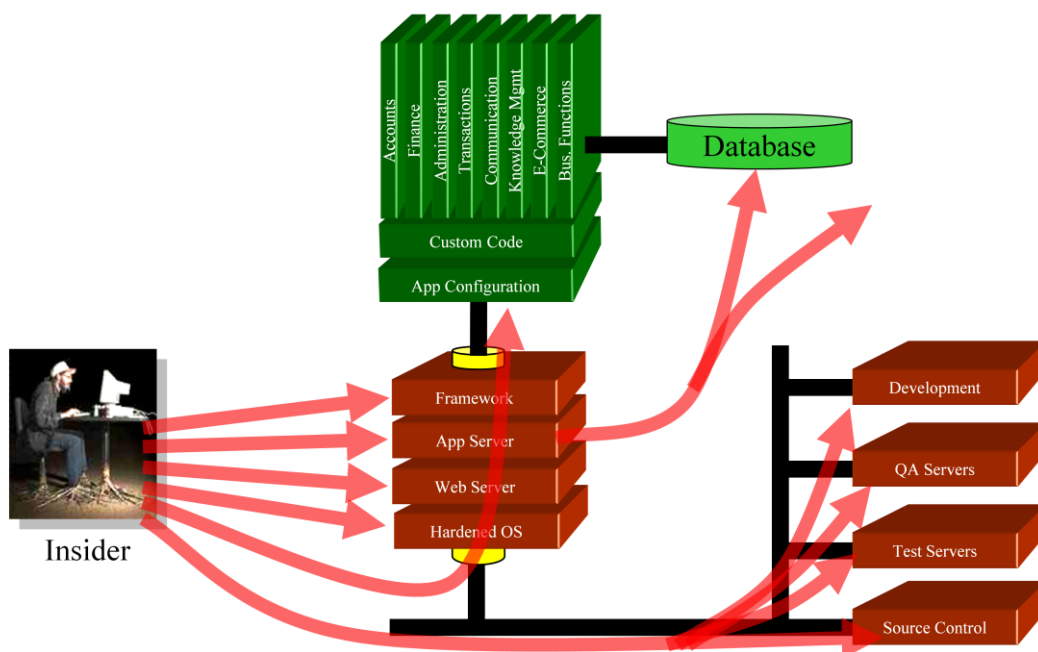 Accounts
Finance
Administration
Transactions
Communication
Knowledge Mgmt
E-Commerce
Bus. Functions
Database
Custom Code
App Configuration
Framework
App Server
Web Server
Hardened OS
Insider
Development
QA Servers
Test Servers
Source Control